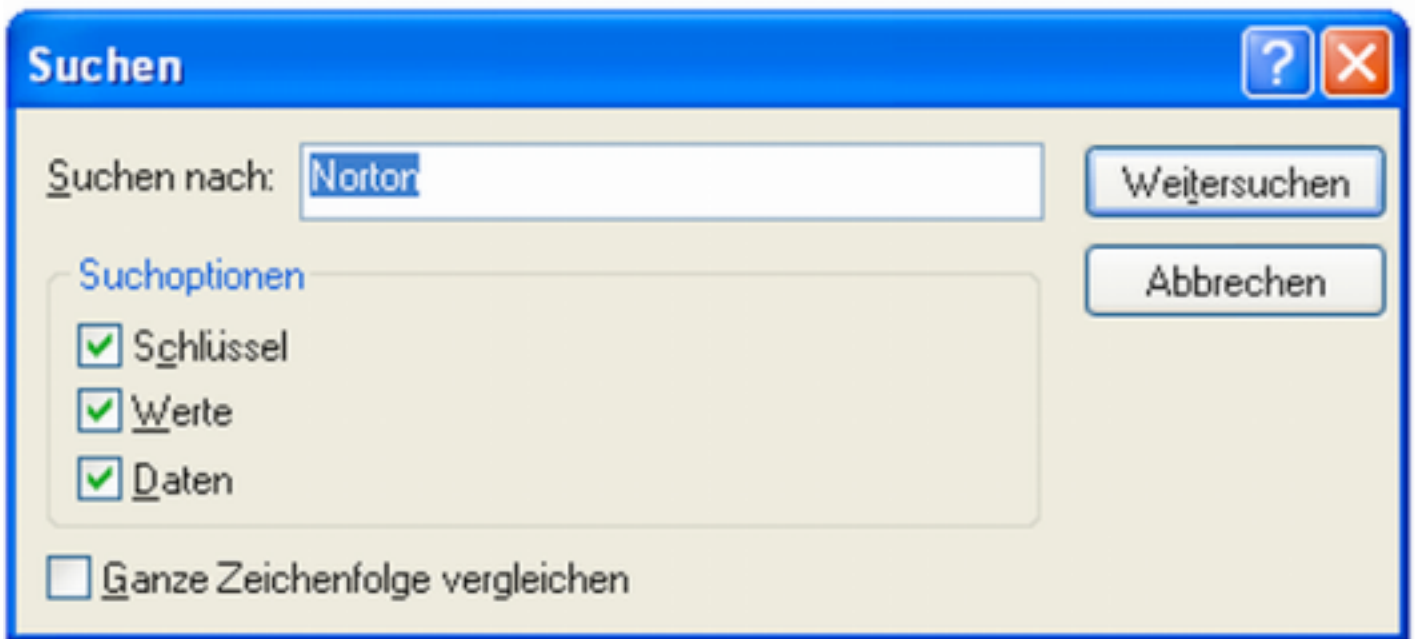 Suchen
Suchen nach: Norton
Weitersuchen
Abbrechen
Suchoptionen
Schlüssel
Werte
Daten
Ganze Zeichenfolge vergleichen